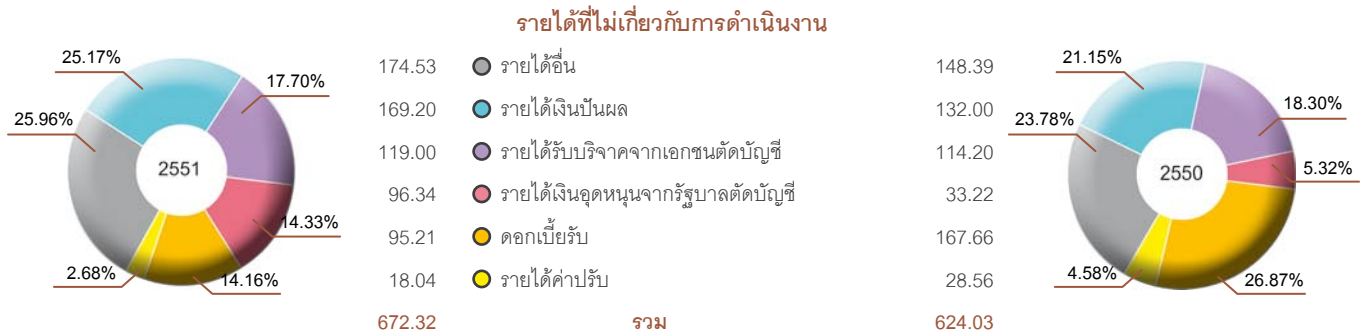 รายได้ที่ไม่เกี่ยวกับการดำเนินงาน
25.17%
17.70%
25.96%
2551
14.33%
2.68%
14.16%
174.53 รายได้อื่น 148.39
169.20 รายได้เงินปันผล 132.00
119.00 รายได้รับบริจาคจากเอกชนตัดบัญชี 114.20
96.34 รายได้เงินอุดหนุนจากรัฐบาลตัดบัญชี 33.22
95.21 ดอกเบี้ยรับ 167.66
18.04 รายได้ค่าปรับ 28.56
672.32 รวม 624.03
21.15%
18.30%
23.78%
2550
5.32%
4.58%
26.87%